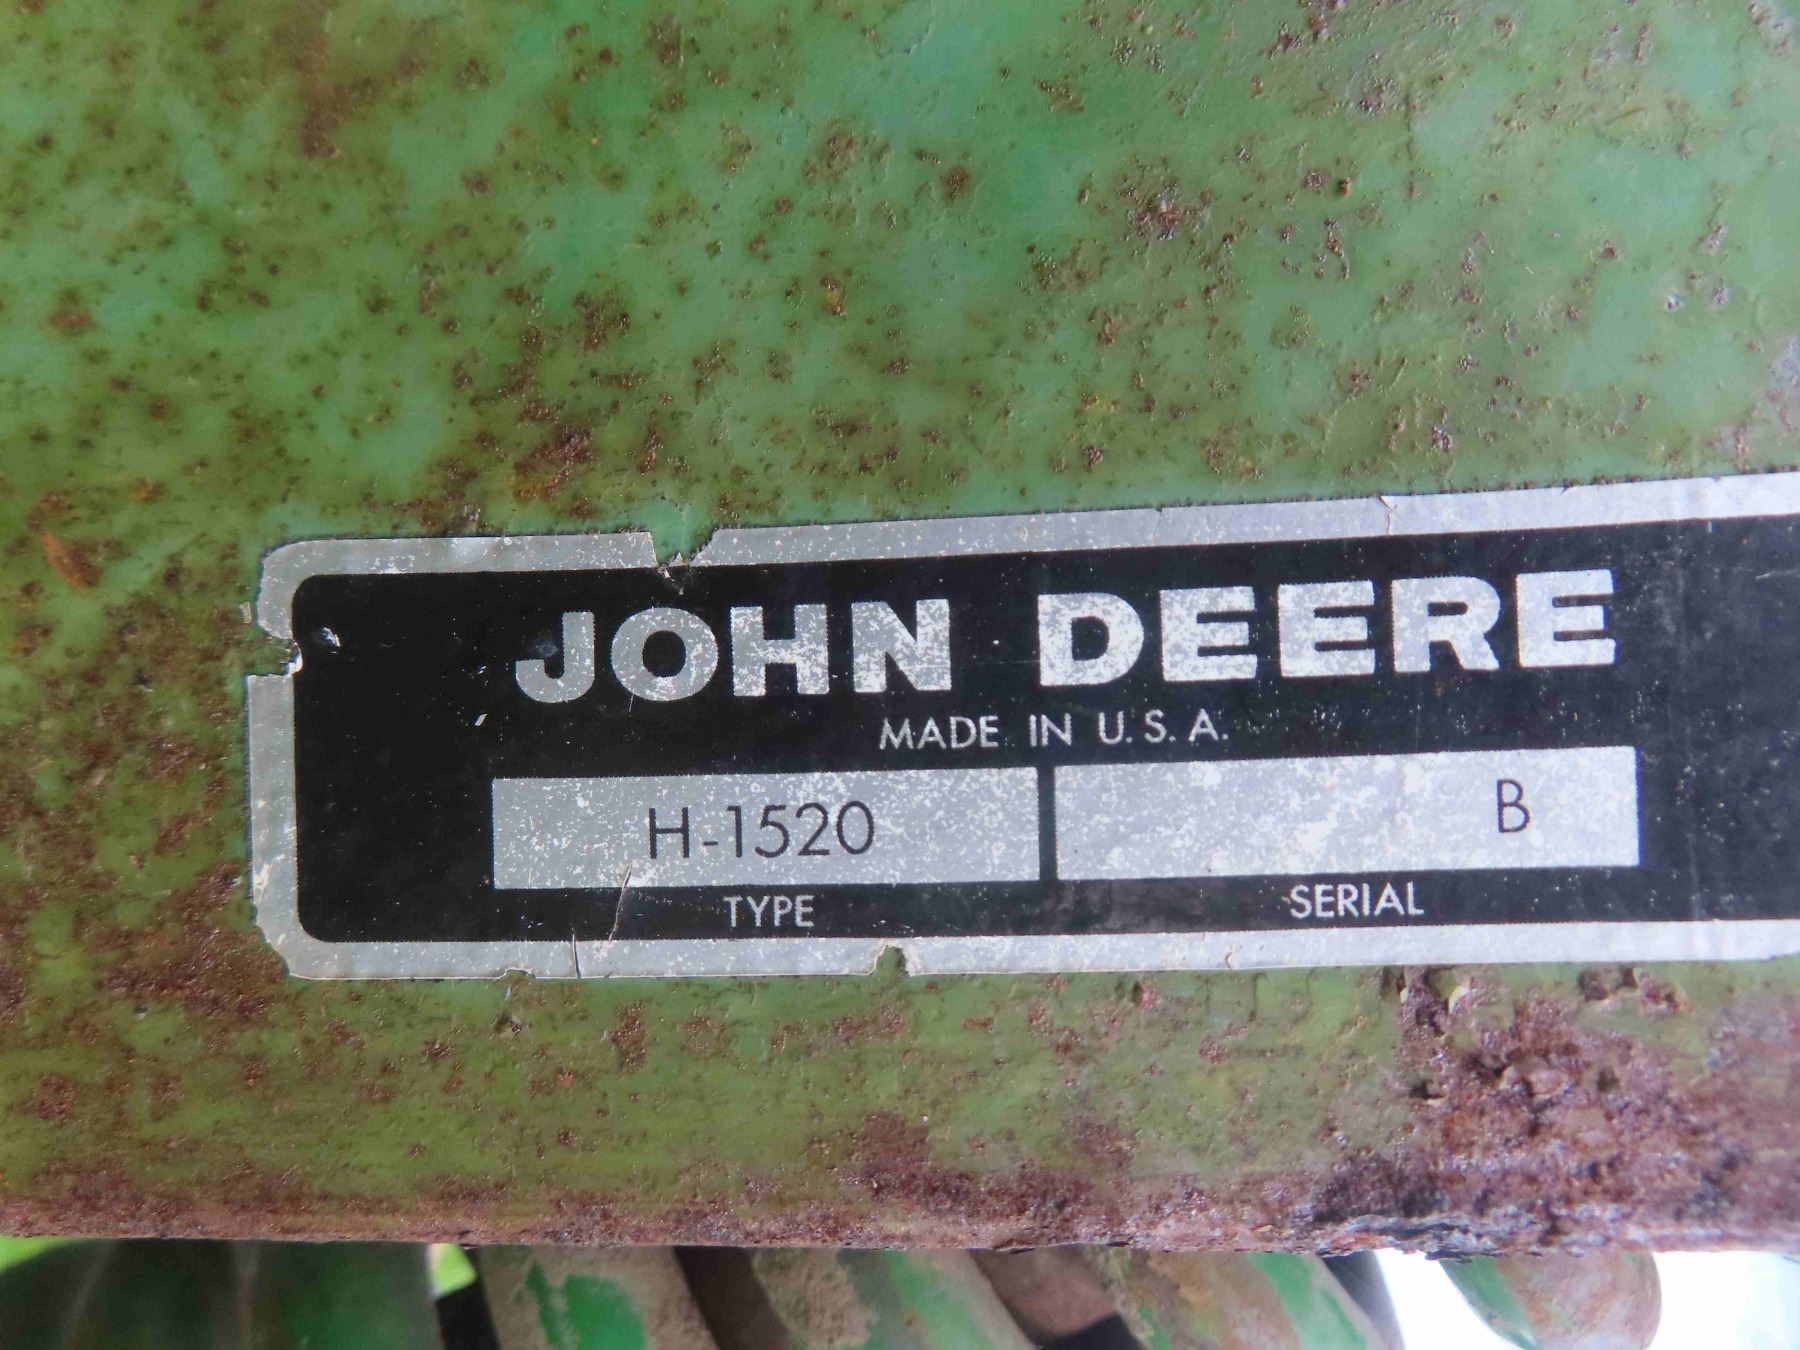 JOHN DEERE
MADE IN U.S.A.
H-1520 B
TYPE SERIAL